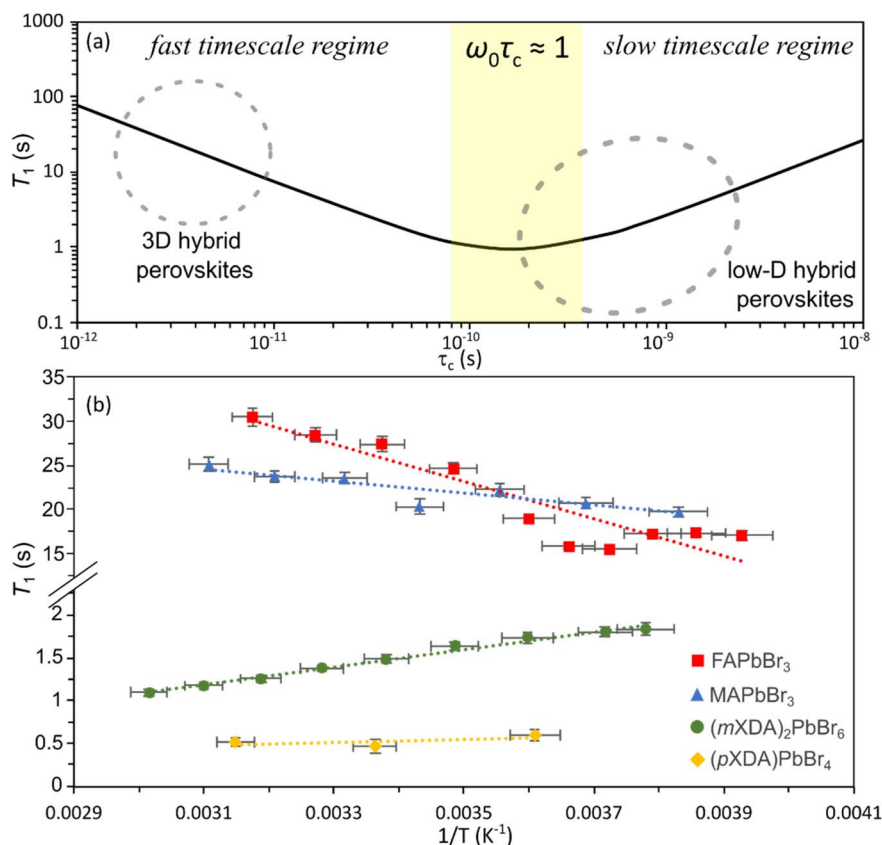 (a)
fast timescale regime
ω₀τc ≈ 1
slow timescale regime
1000
100
10
1
0.1
T₁ (s)
3D hybrid
perovskites
low-D hybrid
perovskites
10⁻¹²
10⁻¹¹
10⁻¹⁰
10⁻⁹
10⁻⁸
τc (s)
(b)
35
30
25
20
15
2
1.5
1
0.5
0
T₁ (s)
FAPbBr₃
MAPbBr₃
(mXDA)₂PbBr₆
(pXDA)PbBr₄
0.0029
0.0031
0.0033
0.0035
0.0037
0.0039
0.0041
1/T (K⁻¹)